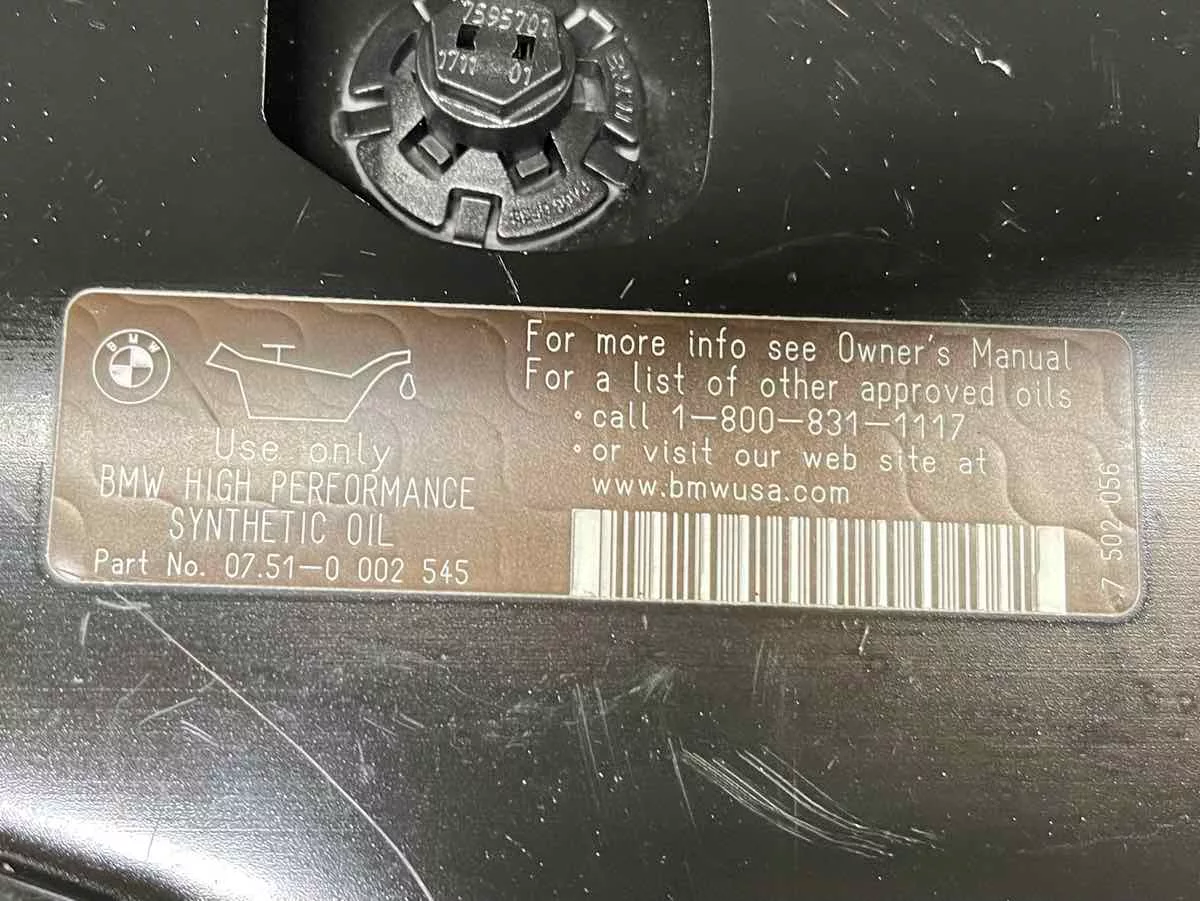 7595701
1711 01
BMW
Use only
BMW HIGH PERFORMANCE
SYNTHETIC OIL
Part No. 07.51-0 002 545
For more info see Owner's Manual
For a list of other approved oils
•call 1-800-831-1117
•or visit our web site at
www.bmwusa.com
7 502 056